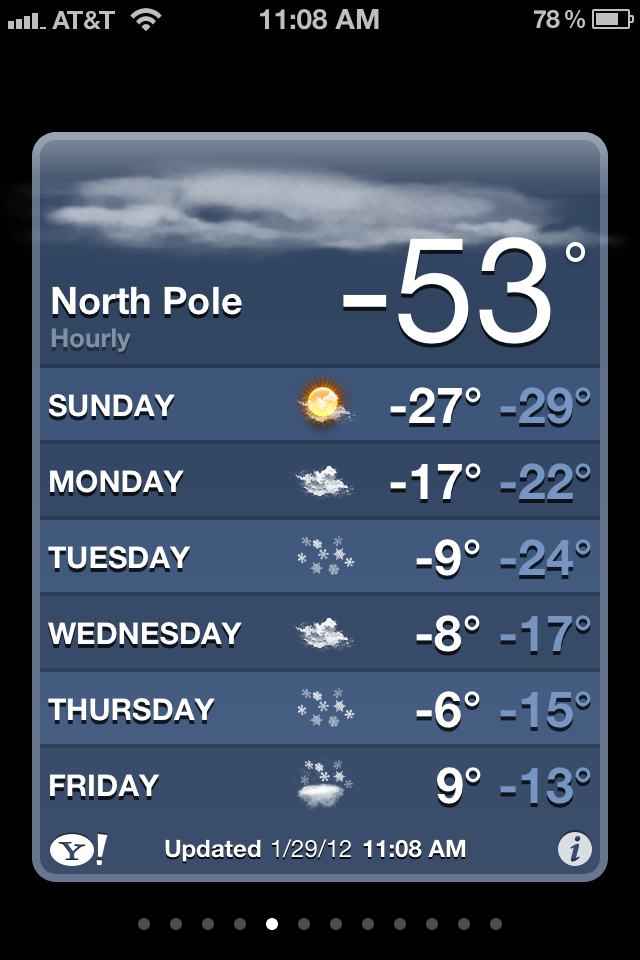 AT&T 11:08 AM 78 %
-53°
North Pole
Hourly
SUNDAY -27° -29°
MONDAY -17° -22°
TUESDAY -9° -24°
WEDNESDAY -8° -17°
THURSDAY -6° -15°
FRIDAY 9° -13°
Y! Updated 1/29/12 11:08 AM i